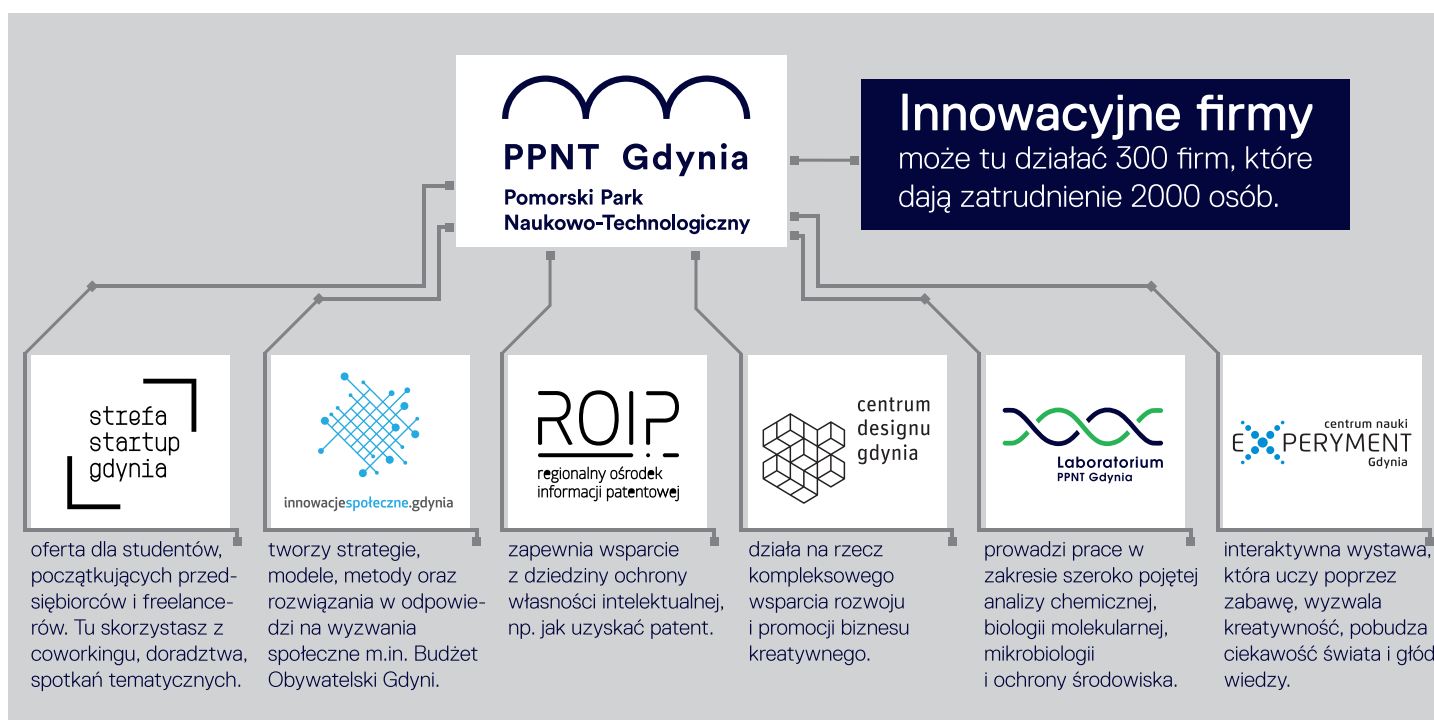 PPNT Gdynia
Pomorski Park
Naukowo-Technologiczny
Innowacyjne firmy
może tu działać 300 firm, które
dają zatrudnienie 2000 osób.
strefa
startup
gdynia
oferta dla studentów,
początkujących przed-
siębiorców i freelance-
rów. Tu skorzystasz z
coworkingu, doradztwa,
spotkań tematycznych.
innowacjespołeczne.gdynia
tworzy strategie,
modele, metody oraz
rozwiązania w odpowie-
dzi na wyzwania
społeczne m.in. Budżet
Obywatelski Gdyni.
ROIP
regionalny ośrodek
informacji patentowej
zapewnia wsparcie
z dziedziny ochrony
własności intelektualnej,
np. jak uzyskać patent.
centrum
designu
gdynia
działa na rzecz
kompleksowego
wsparcia rozwoju
i promocji biznesu
kreatywnego.
Laboratorium
PPNT Gdynia
prowadzi prace w
zakresie szeroko pojętej
analizy chemicznej,
biologii molekularnej,
mikrobiologii
i ochrony środowiska.
centrum nauki
EXPERYMENT
Gdynia
interaktywna wystawa,
która uczy poprzez
zabawę, wyzwala
kreatywność, pobudza
ciekawość świata i głód
wiedzy.